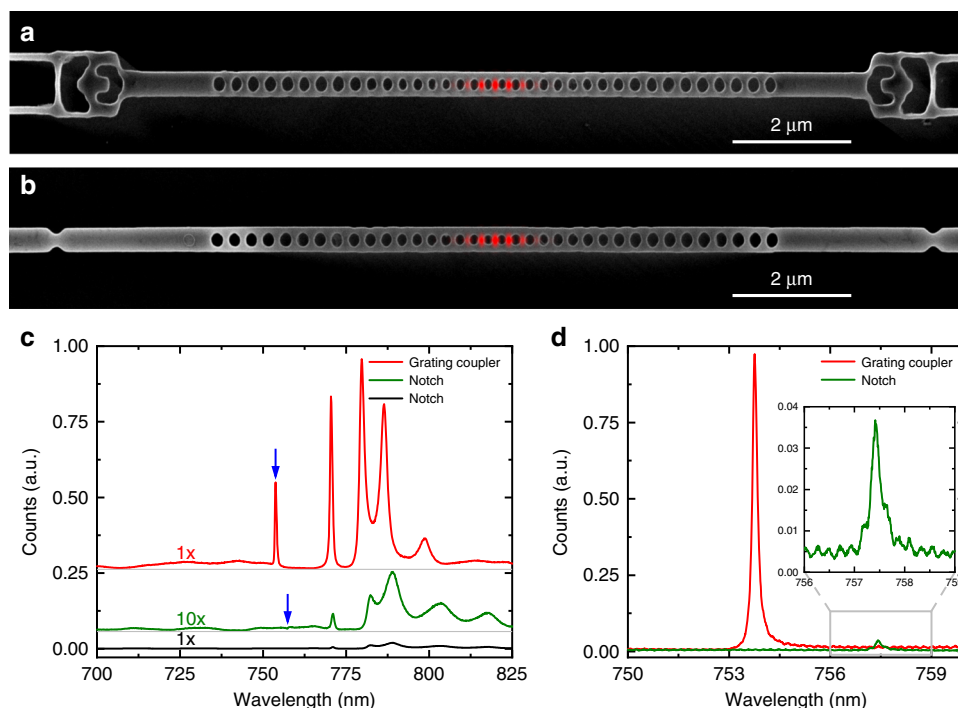 a
2 μm
b
2 μm
c
1.00
0.75
0.50
0.25
0.00
Counts (a.u.)
Grating coupler
Notch
Notch
1x
10x
1x
700
725
750
775
800
825
Wavelength (nm)
d
1.00
0.75
0.50
0.25
0.00
Counts (a.u.)
Grating coupler
Notch
0.04
0.03
0.02
0.01
0.00
756
757
758
750
753
756
759
Wavelength (nm)